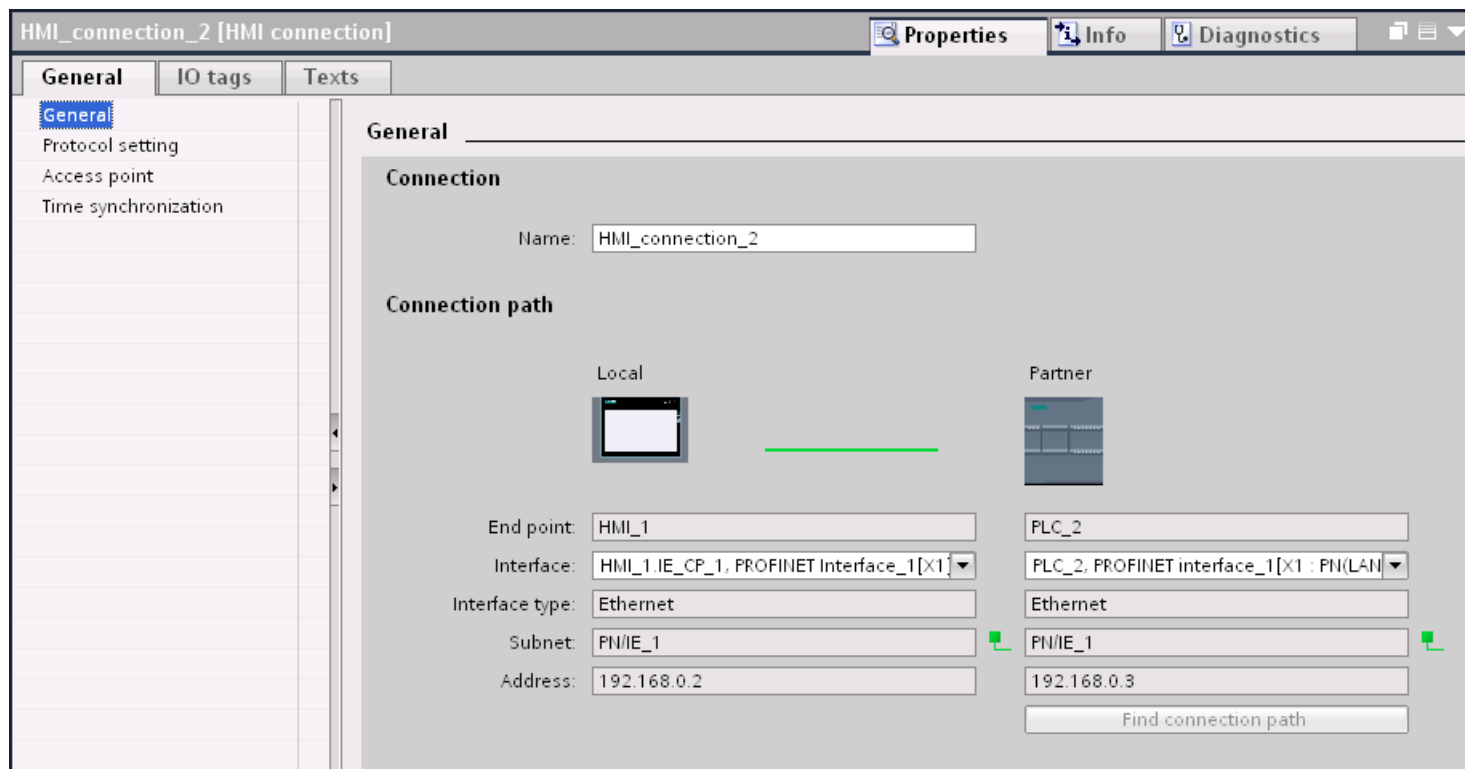 HMI_connection_2 [HMI connection]
Properties
Info
Diagnostics
General
IO tags
Texts
General
Protocol setting
Access point
Time synchronization
General
Connection
Name: HMI_connection_2
Connection path
Local Partner
End point: HMI_1 PLC_2
Interface: HMI_1.IE_CP_1, PROFINET Interface_1[X1] PLC_2, PROFINET interface_1[X1 : PN(LAN
Interface type: Ethernet Ethernet
Subnet: PN/IE_1 PN/IE_1
Address: 192.168.0.2 192.168.0.3
Find connection path